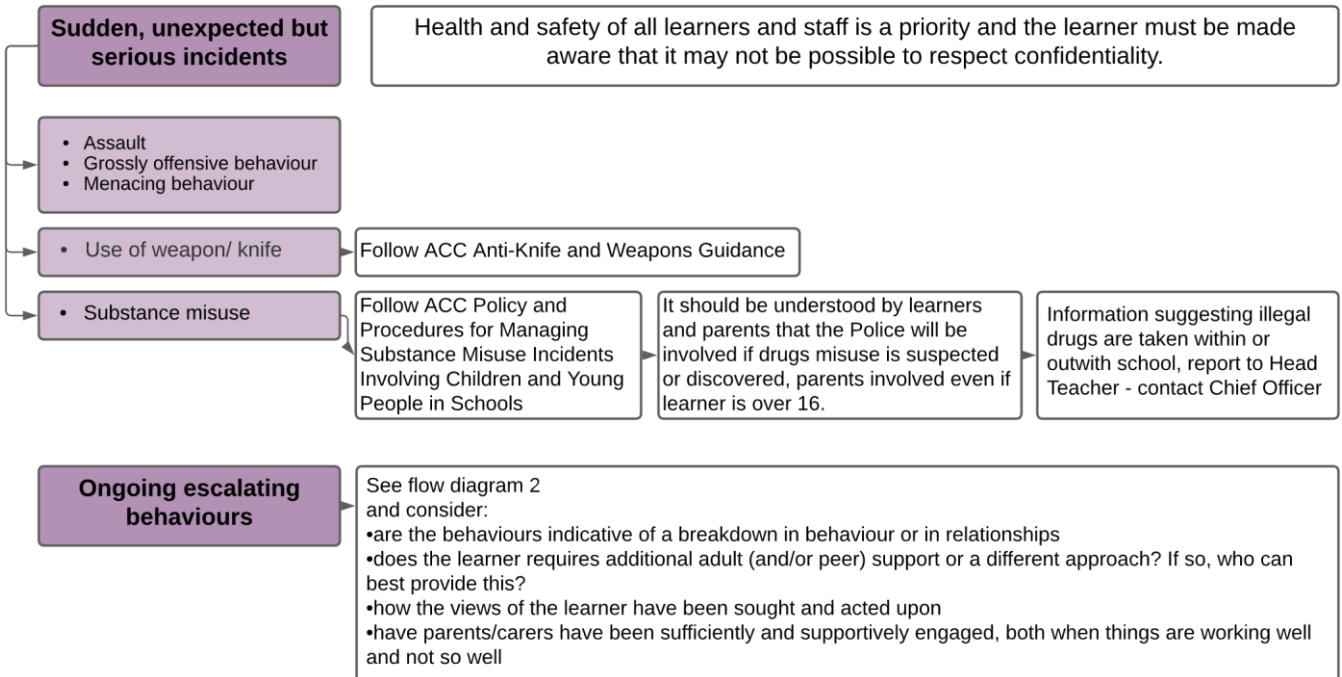 Sudden, unexpected but
serious incidents
Health and safety of all learners and staff is a priority and the learner must be made
aware that it may not be possible to respect confidentiality.
• Assault
• Grossly offensive behaviour
• Menacing behaviour
• Use of weapon/ knife
Follow ACC Anti-Knife and Weapons Guidance
• Substance misuse
Follow ACC Policy and
Procedures for Managing
Substance Misuse Incidents
Involving Children and Young
People in Schools
It should be understood by learners
and parents that the Police will be
involved if drugs misuse is suspected
or discovered, parents involved even if
learner is over 16.
Information suggesting illegal
drugs are taken within or
outwith school, report to Head
Teacher - contact Chief Officer
Ongoing escalating
behaviours
See flow diagram 2
and consider:
•are the behaviours indicative of a breakdown in behaviour or in relationships
•does the learner requires additional adult (and/or peer) support or a different approach? If so, who can
best provide this?
•how the views of the learner have been sought and acted upon
•have parents/carers have been sufficiently and supportively engaged, both when things are working well
and not so well